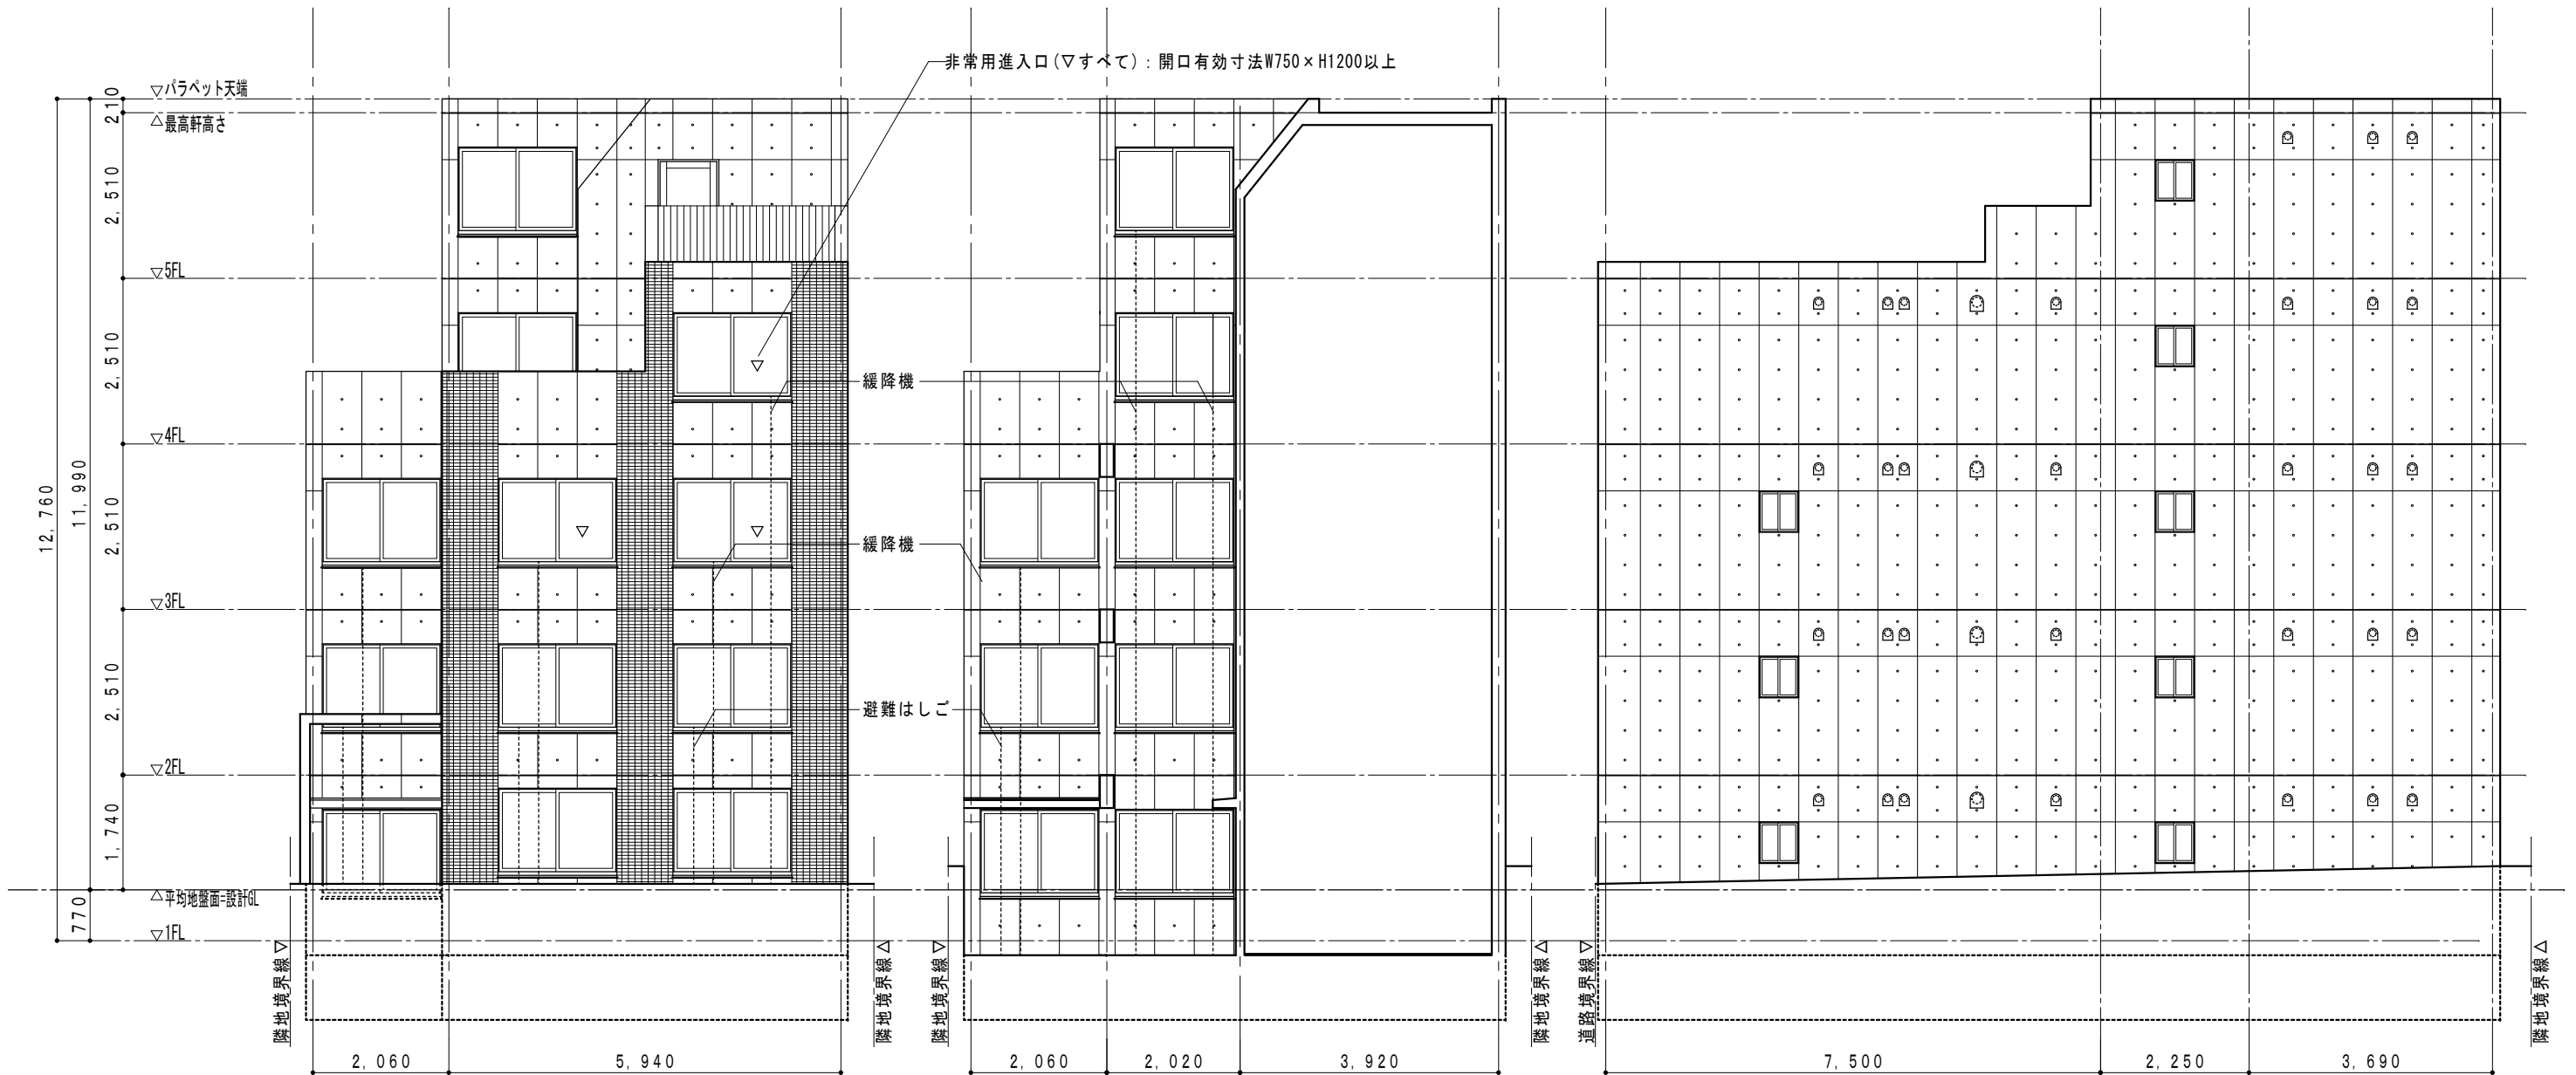 非常用進入口(▽すべて)：開口有効寸法W750×H1200以上
▽パラペット天端
△最高軒高さ
▽5FL
▽4FL
▽3FL
▽2FL
△平均地盤面=設計GL
▽1FL
12,760
11,990
770
210
2,510
2,510
2,510
2,510
1,740
緩降機
緩降機
避難はしご
隣地境界線▽
隣地境界線△
隣地境界線▽
隣地境界線△
道路境界線▽
隣地境界線△
2,060
5,940
2,060
2,020
3,920
7,500
2,250
3,690